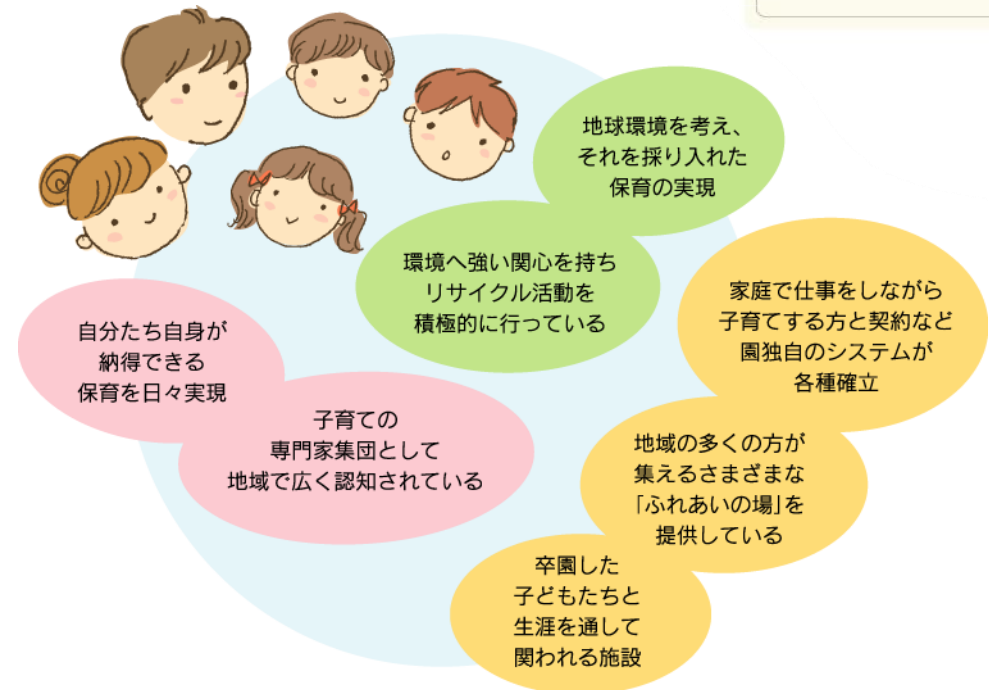 地球環境を考え、
それを採り入れた
保育の実現
環境へ強い関心を持ち
リサイクル活動を
積極的に行っている
家庭で仕事をしながら
子育てする方と契約など
園独自のシステムが
各種確立
自分たち自身が
納得できる
保育を日々実現
子育ての
専門家集団として
地域で広く認知されている
地域の多くの方が
集えるさまざまな
「ふれあいの場」を
提供している
卒園した
子どもたちと
生涯を通して
関われる施設